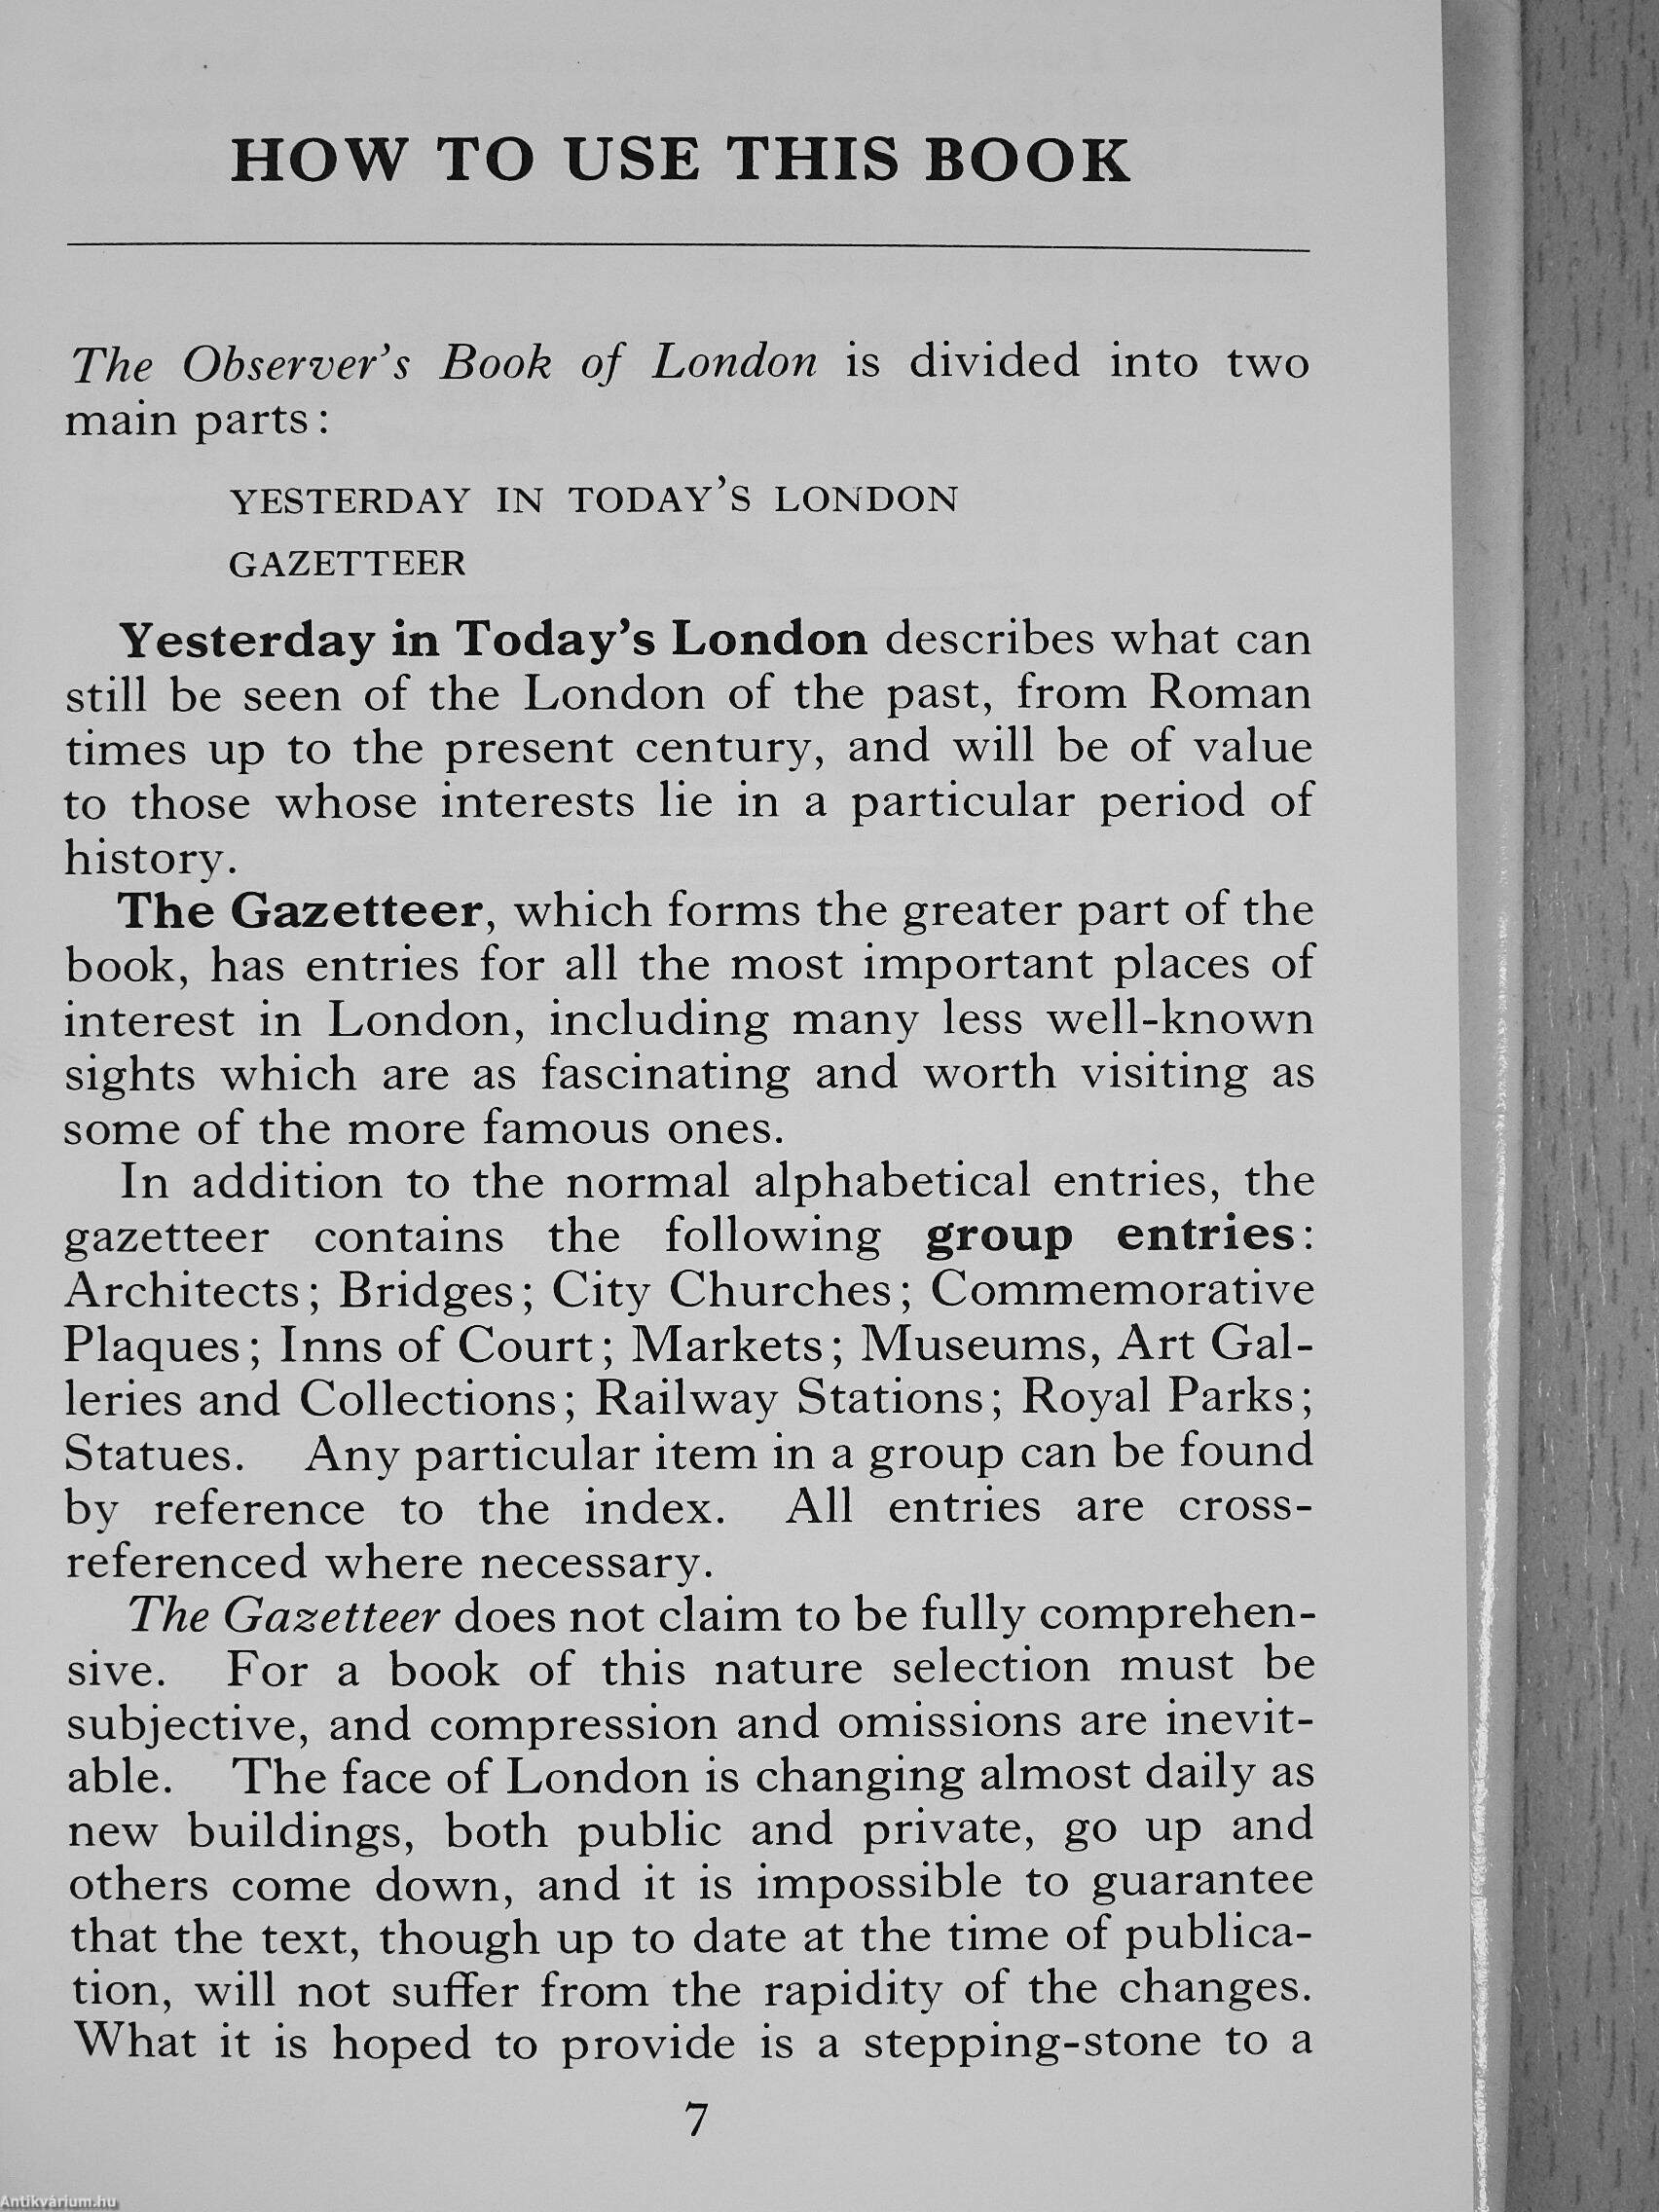 HOW TO USE THIS BOOK
The Observer's Book of London is divided into two
main parts:
YESTERDAY IN TODAY'S LONDON
GAZETTEER
Yesterday in Today's London describes what can
still be seen of the London of the past, from Roman
times up to the present century, and will be of value
to those whose interests lie in a particular period of
history.
The Gazetteer, which forms the greater part of the
book, has entries for all the most important places of
interest in London, including many less well-known
sights which are as fascinating and worth visiting as
some of the more famous ones.
In addition to the normal alphabetical entries, the
gazetteer contains the following group entries:
Architects; Bridges; City Churches; Commemorative
Plaques; Inns of Court; Markets; Museums, Art Gal-
leries and Collections; Railway Stations; Royal Parks;
Statues. Any particular item in a group can be found
by reference to the index. All entries are cross-
referenced where necessary.
The Gazetteer does not claim to be fully comprehen-
sive. For a book of this nature selection must be
subjective, and compression and omissions are inevit-
able. The face of London is changing almost daily as
new buildings, both public and private, go up and
others come down, and it is impossible to guarantee
that the text, though up to date at the time of publica-
tion, will not suffer from the rapidity of the changes.
What it is hoped to provide is a stepping-stone to a
7
Antikvárium.hu